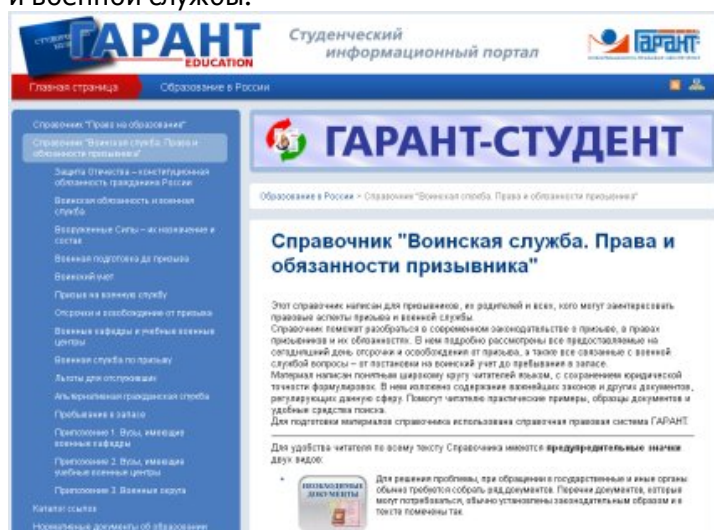 и военной службы.
ГАРАНТ
EDUCATION
Студенческий
информационный портал
ГАРАНТ
Главная страница
Образование в России
Справочник "Право на образование"
Справочник "Воинская служба. Права и
обязанности призывника"
Защита Отечества – конституционная
обязанность гражданина России
Воинская обязанность и военная
служба
Вооруженные Силы – их назначение и
состав
Военная подготовка до призыва
Воинский учет
Призыв на военную службу
Отсрочки и освобождение от призыва
Военные кафедры и учебные военные
центры
Военная служба по призыву
Льготы для отслуживших
Альтернативная гражданская служба
Пребывание в запасе
Приложение 1. Вузы, имеющие
военные кафедры
Приложение 2. Вузы, имеющие
учебные военные центры
Приложение 3. Военные округа
Каталог ссылок
Нормативные документы об образовании
ГАРАНТ-СТУДЕНТ
Образование в России > Справочник "Воинская служба. Права и обязанности призывника"
Справочник "Воинская служба. Права и
обязанности призывника"
Этот справочник написан для призывников, их родителей и всех, кого могут заинтересовать
правовые аспекты призыва и военной службы.
Справочник поможет разобраться в современном законодательстве о призыве, в правах
призывников и их обязанностях. В нем подробно рассмотрены все предоставляемые на
сегодняшний день отсрочки и освобождения от призыва, а также все связанные с военной
службой вопросы – от постановки на воинский учет до пребывания в запасе.
Материал написан понятным широкому кругу читателей языком, с сохранением юридической
точности формулировок. В нем изложено содержание важнейших законов и других документов,
регулирующих данную сферу. Помогут читателю практические примеры, образцы документов и
удобные средства поиска.
Для подготовки материалов справочника использована справочная правовая система ГАРАНТ.
Для удобства читателя по всему тексту Справочника имеются предупредительные значки
двух видов:
НЕОБХОДИМЫЕ
ДОКУМЕНТЫ
Для решения проблемы, при обращении в государственные и иные органы
обычно требуется собрать ряд документов. Перечни документов, которые
могут потребоваться, обычно установлены законодательным образом и в
тексте помечены так.